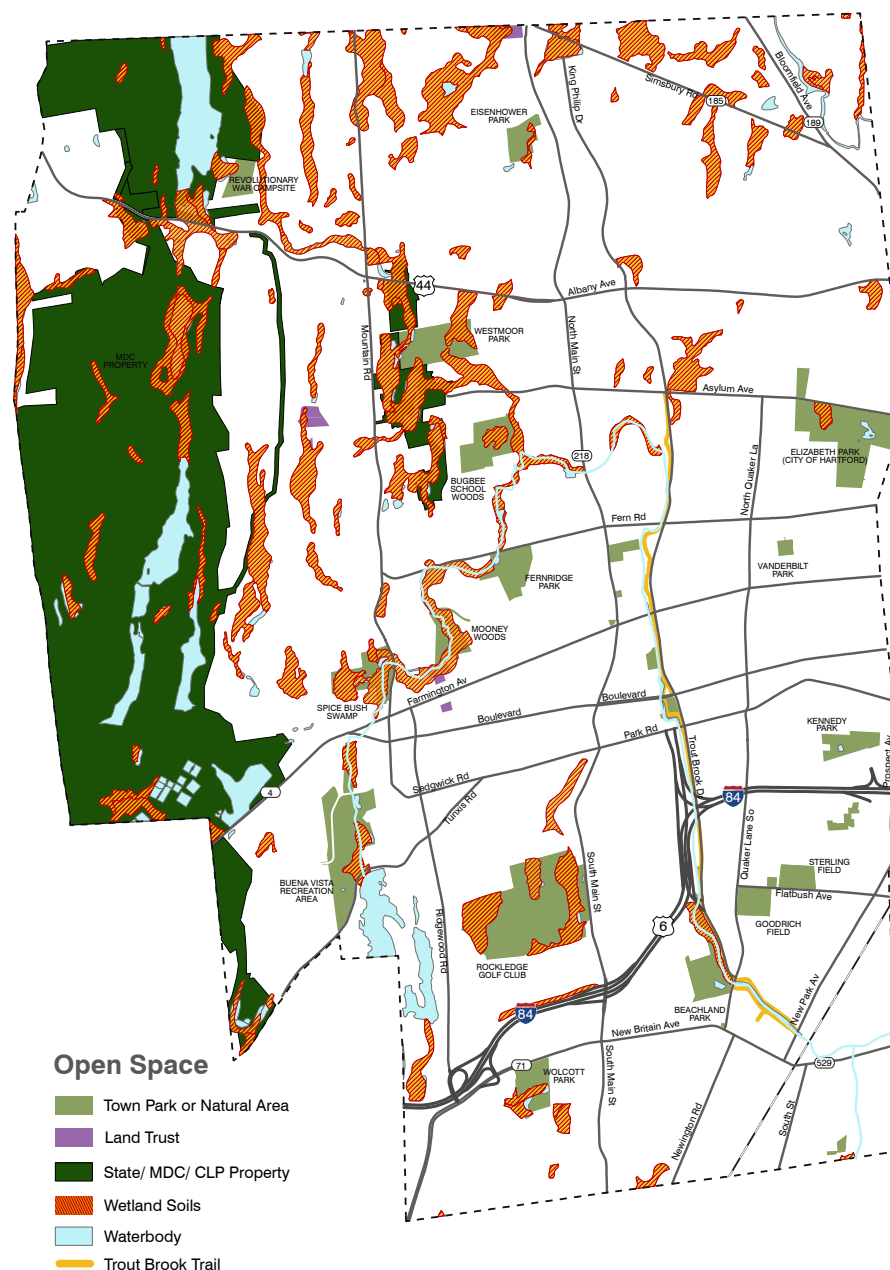 Bloomfield Ave
King Philip Dr
Simsbury Rd
185
189
EISENHOWER
PARK
REVOLUTIONARY
WAR CAMPSITE
44
Albany Ave
Mountain Rd
North Main St
WESTMOOR
PARK
MDC
PROPERTY
Asylum Ave
ELIZABETH PARK
(CITY OF HARTFORD)
218
BUGBEE
SCHOOL
WOODS
North Quaker La
Fern Rd
VANDERBILT
PARK
FERNRIDGE
PARK
MOONEY
WOODS
Farmington Av
SPICE BUSH
SWAMP
Boulevard
Boulevard
Park Rd
KENNEDY
PARK
Prospect Av
Trout Brook D
Sedgwick Rd
Tunxis Rd
4
84
Quaker Lane So
STERLING
FIELD
Flatbush Ave
BUENA VISTA
RECREATION
AREA
South Main St
GOODRICH
FIELD
Ridgewood Rd
6
ROCKLEDGE
GOLF CLUB
BEACHLAND
PARK
New Park Av
84
New Britain Ave
71
529
WOLCOTT
PARK
South Main St
Newington Rd
South St
Open Space
Town Park or Natural Area
Land Trust
State/ MDC/ CLP Property
Wetland Soils
Waterbody
Trout Brook Trail